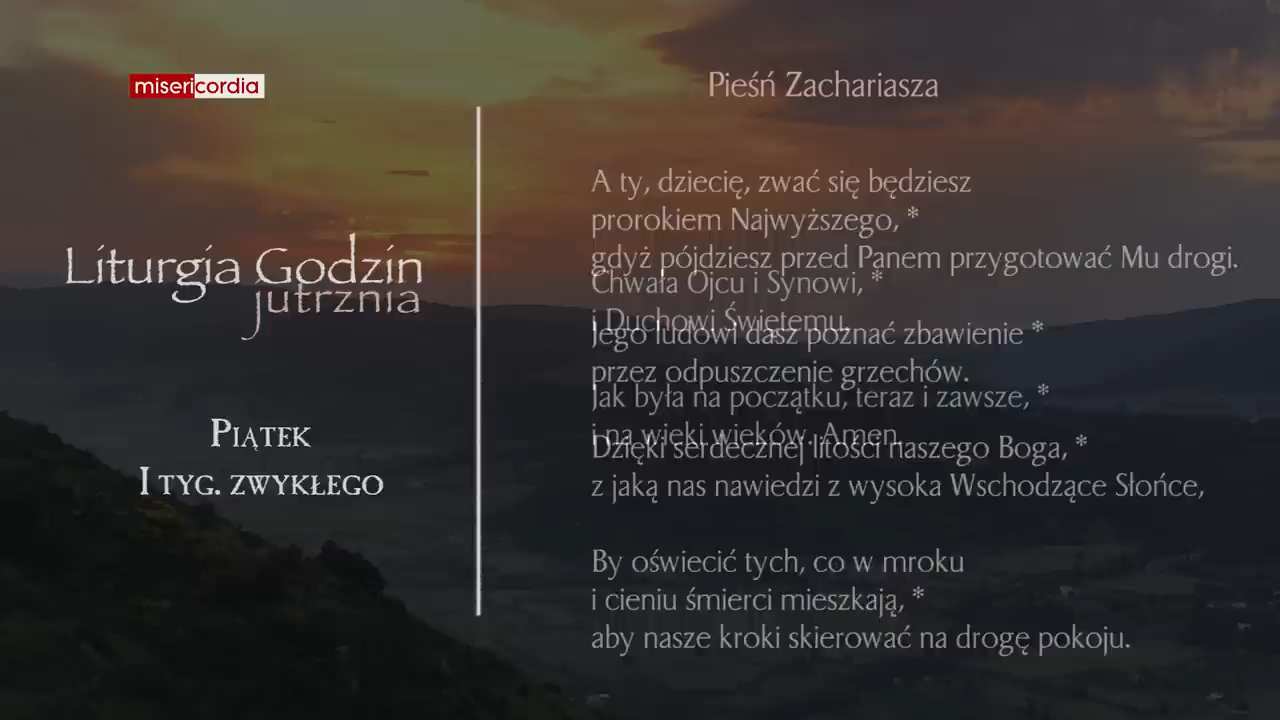 misericordia
Liturgia Godzin
jutrznia
Piątek
I tyg. zwykłego
Pieśń Zachariasza
A ty, dziecię, zwać się będziesz
prorokiem Najwyższego, *
gdyż pójdziesz przed Panem przygotować Mu drogi.
Chwała Ojcu i Synowi, *
i Duchowi Świętemu.
Jego ludowi dasz poznać zbawienie *
przez odpuszczenie grzechów.
Jak była na początku, teraz i zawsze, *
i na wieki wieków. Amen.
Dzięki serdecznej litości naszego Boga, *
z jaką nas nawiedzi z wysoka Wschodzące Słońce,
By oświecić tych, co w mroku
i cieniu śmierci mieszkają, *
aby nasze kroki skierować na drogę pokoju.